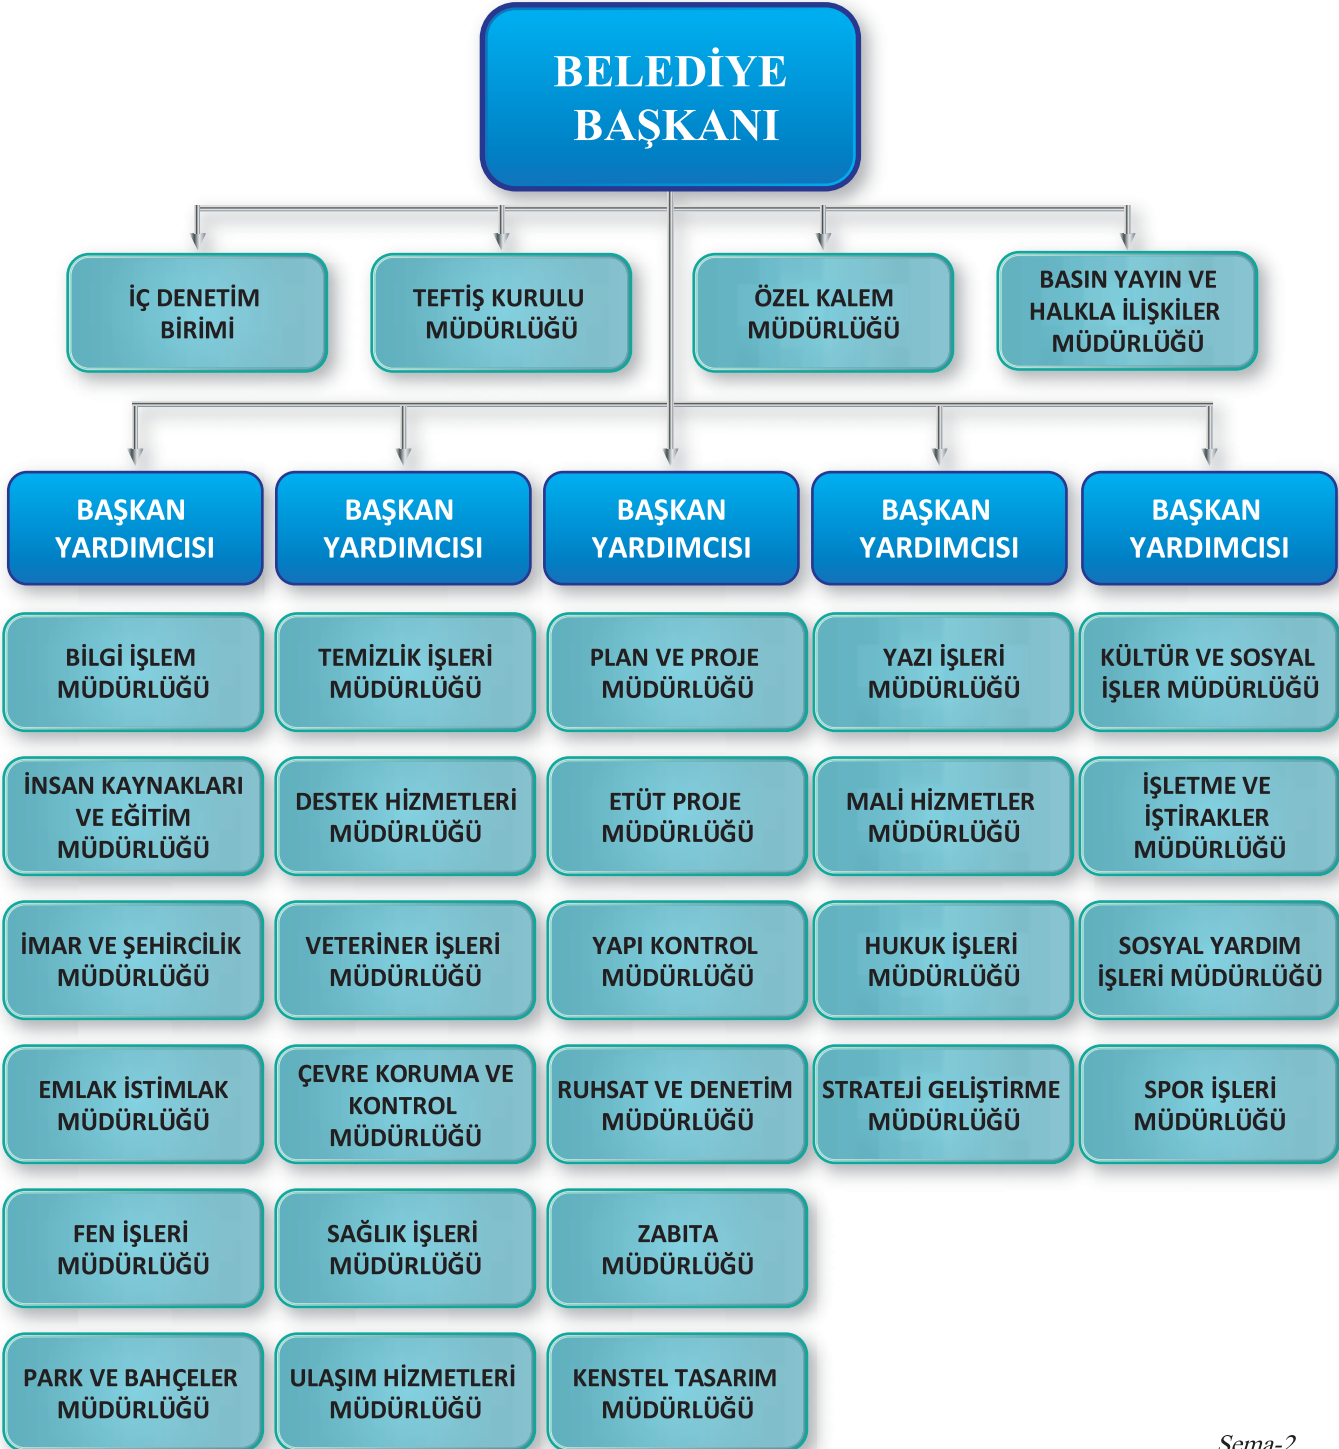 BELEDİYE
BAŞKANI
İÇ DENETİM
BİRİMİ
TEFTİŞ KURULU
MÜDÜRLÜĞÜ
ÖZEL KALEM
MÜDÜRLÜĞÜ
BASIN YAYIN VE
HALKLA İLİŞKİLER
MÜDÜRLÜĞÜ
BAŞKAN
YARDIMCISI
BAŞKAN
YARDIMCISI
BAŞKAN
YARDIMCISI
BAŞKAN
YARDIMCISI
BAŞKAN
YARDIMCISI
BİLGİ İŞLEM
MÜDÜRLÜĞÜ
TEMİZLİK İŞLERİ
MÜDÜRLÜĞÜ
PLAN VE PROJE
MÜDÜRLÜĞÜ
YAZI İŞLERİ
MÜDÜRLÜĞÜ
KÜLTÜR VE SOSYAL
İŞLER MÜDÜRLÜĞÜ
İNSAN KAYNAKLARI
VE EĞİTİM
MÜDÜRLÜĞÜ
DESTEK HİZMETLERİ
MÜDÜRLÜĞÜ
ETÜT PROJE
MÜDÜRLÜĞÜ
MALİ HİZMETLER
MÜDÜRLÜĞÜ
İŞLETME VE
İŞTİRAKLER
MÜDÜRLÜĞÜ
İMAR VE ŞEHİRCİLİK
MÜDÜRLÜĞÜ
VETERİNER İŞLERİ
MÜDÜRLÜĞÜ
YAPI KONTROL
MÜDÜRLÜĞÜ
HUKUK İŞLERİ
MÜDÜRLÜĞÜ
SOSYAL YARDIM
İŞLERİ MÜDÜRLÜĞÜ
EMLAK İSTİMLAK
MÜDÜRLÜĞÜ
ÇEVRE KORUMA VE
KONTROL
MÜDÜRLÜĞÜ
RUHSAT VE DENETİM
MÜDÜRLÜĞÜ
STRATEJİ GELİŞTİRME
MÜDÜRLÜĞÜ
SPOR İŞLERİ
MÜDÜRLÜĞÜ
FEN İŞLERİ
MÜDÜRLÜĞÜ
SAĞLIK İŞLERİ
MÜDÜRLÜĞÜ
ZABITA
MÜDÜRLÜĞÜ
PARK VE BAHÇELER
MÜDÜRLÜĞÜ
ULAŞIM HİZMETLERİ
MÜDÜRLÜĞÜ
KENSTEL TASARIM
MÜDÜRLÜĞÜ
Sema-2